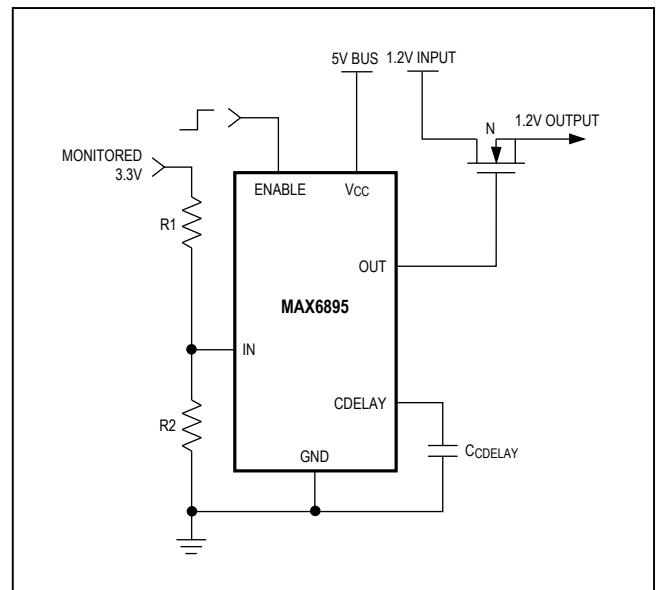 5V BUS 1.2V INPUT
N 1.2V OUTPUT
MONITORED
3.3V
ENABLE VCC
R1
OUT
MAX6895
IN
CDELAY
R2
GND
CCDELAY